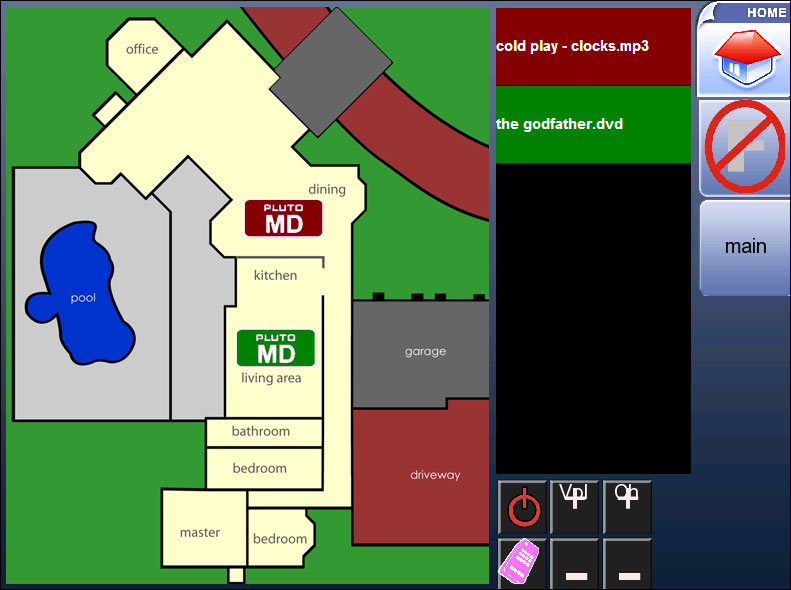 HOME
office
cold play - clocks.mp3
the godfather.dvd
dining
PLUTO
MD
main
kitchen
pool
PLUTO
MD
living area
garage
bathroom
bedroom
driveway
master
bedroom
Vol
Ch